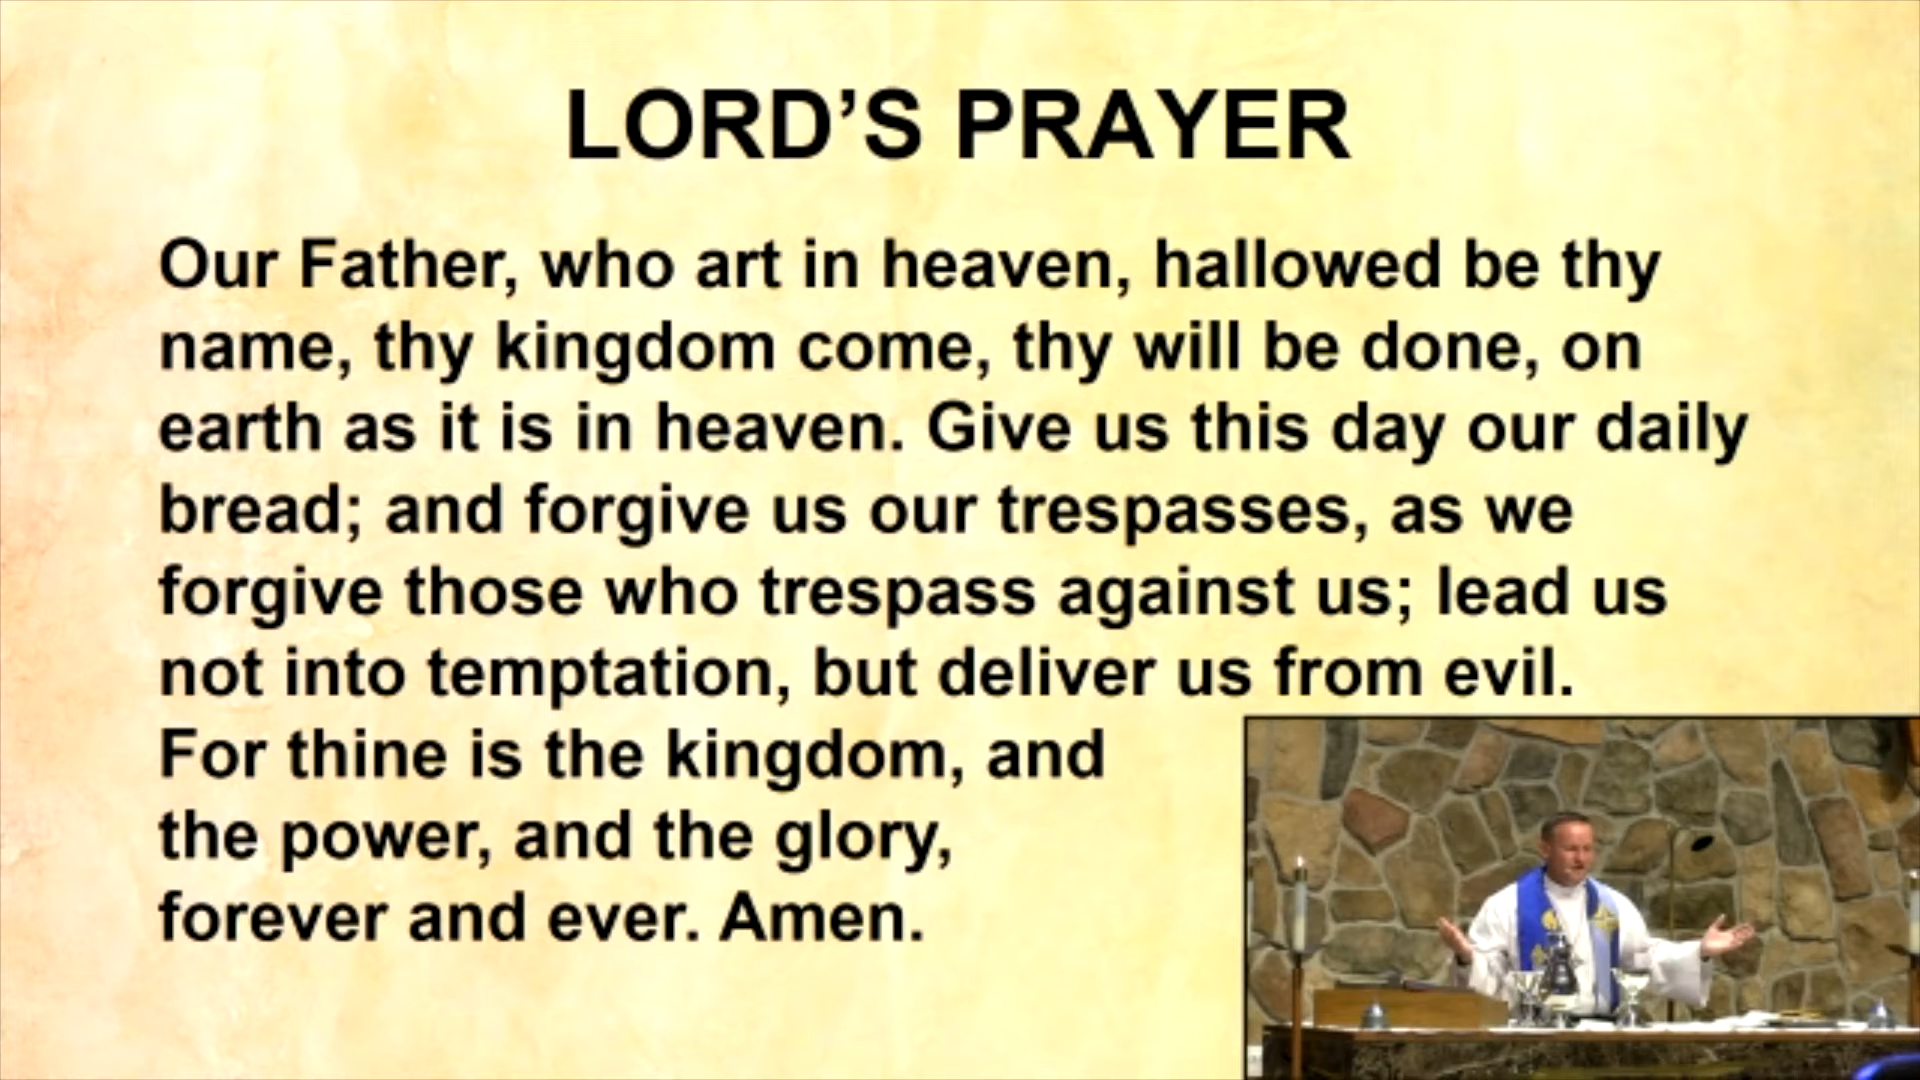 LORD’S PRAYER
Our Father, who art in heaven, hallowed be thy
name, thy kingdom come, thy will be done, on
earth as it is in heaven. Give us this day our daily
bread; and forgive us our trespasses, as we
forgive those who trespass against us; lead us
not into temptation, but deliver us from evil.
For thine is the kingdom, and
the power, and the glory,
forever and ever. Amen.